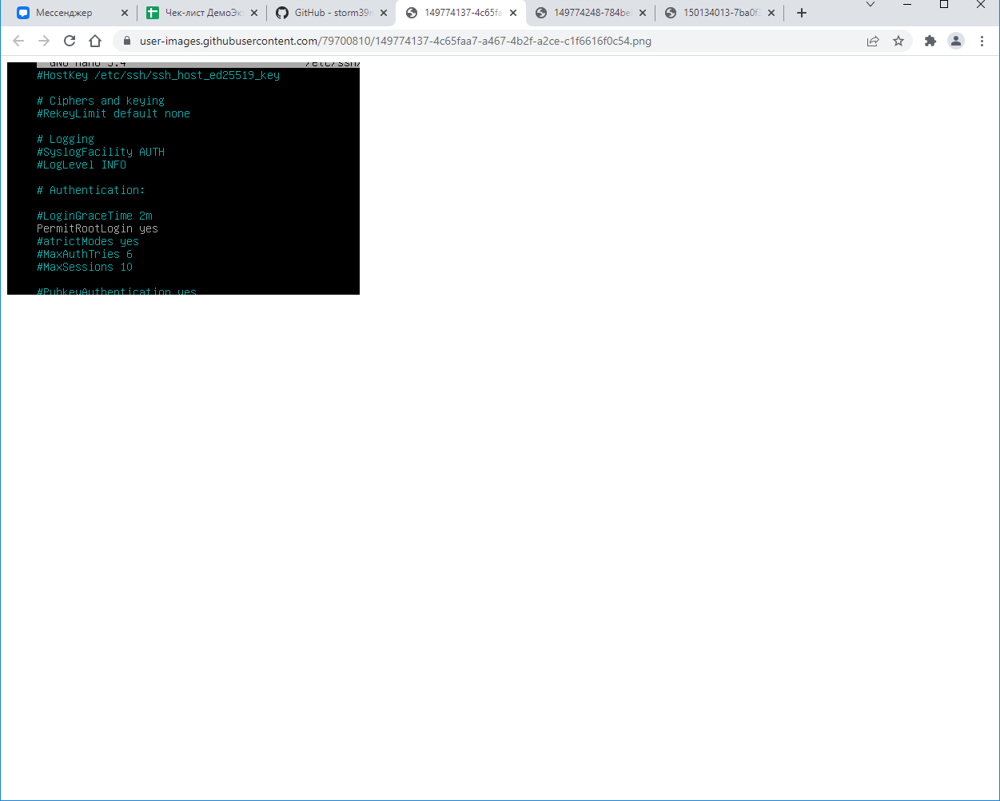 Мессенджер
Чек-лист ДемоЭк
GitHub - storm39n
149774137-4c65fa
149774248-784be
150134013-7ba0f
user-images.githubusercontent.com/79700810/149774137-4c65faa7-a467-4b2f-a2ce-c1f6616f0c54.png
GNU nano 5.4 /etc/ssh/
#HostKey /etc/ssh/ssh_host_ed25519_key
# Ciphers and keying
#RekeyLimit default none
# Logging
#SyslogFacility AUTH
#LogLevel INFO
# Authentication:
#LoginGraceTime 2m
PermitRootLogin yes
#atrictModes yes
#MaxAuthTries 6
#MaxSessions 10
#PubkeyAuthentication yes